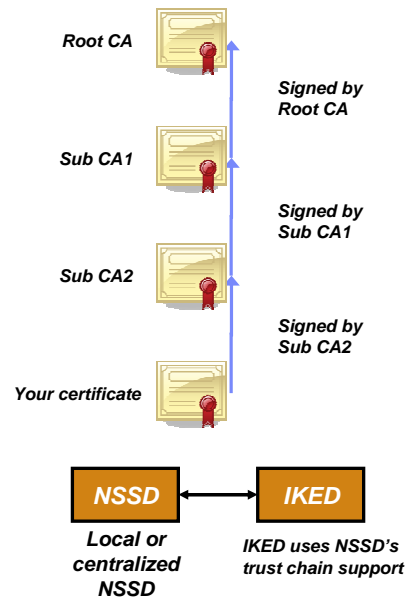 Root CA
Signed by
Root CA
Sub CA1
Signed by
Sub CA1
Sub CA2
Signed by
Sub CA2
Your certificate
NSSD
IKED
Local or
centralized
NSSD
IKED uses NSSD's
trust chain support